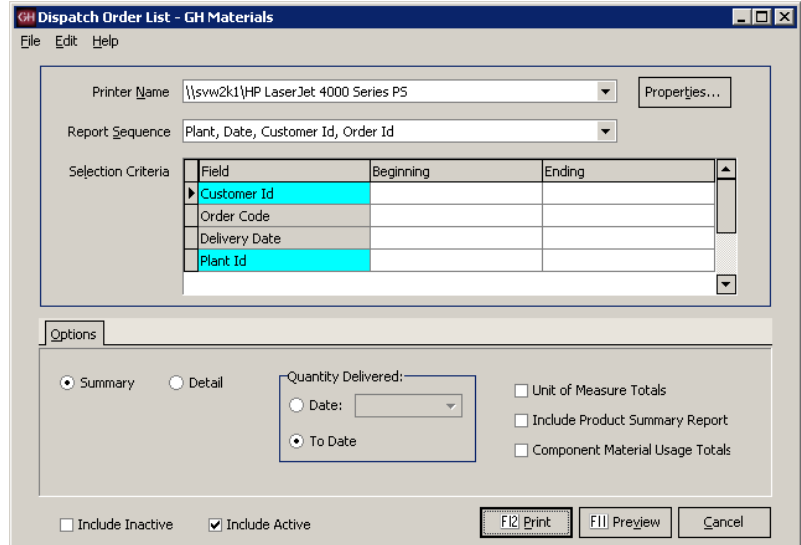 GH Dispatch Order List - GH Materials
File Edit Help
Printer Name \\svw2k1\HP LaserJet 4000 Series PS Properties...
Report Sequence Plant, Date, Customer Id, Order Id
Selection Criteria Field Beginning Ending
Customer Id
Order Code
Delivery Date
Plant Id
Options
Summary Detail Quantity Delivered:
Date:
To Date
Unit of Measure Totals
Include Product Summary Report
Component Material Usage Totals
Include Inactive Include Active F12 Print F11 Preview Cancel